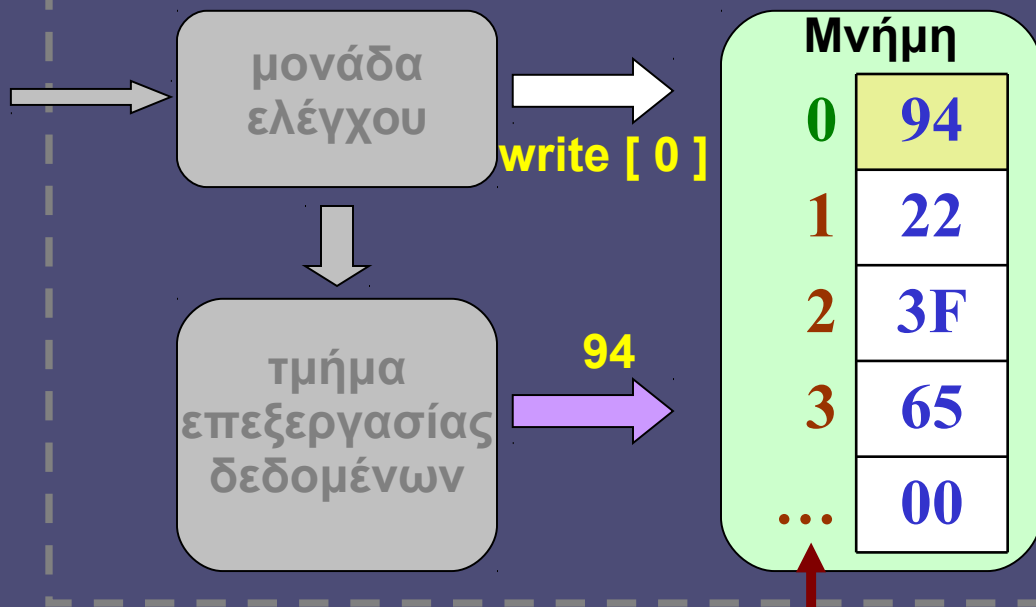 μονάδα
ελέγχου
write [ 0 ]
τμήμα
επεξεργασίας
δεδομένων
94
Μνήμη
0 94
1 22
2 3F
3 65
... 00